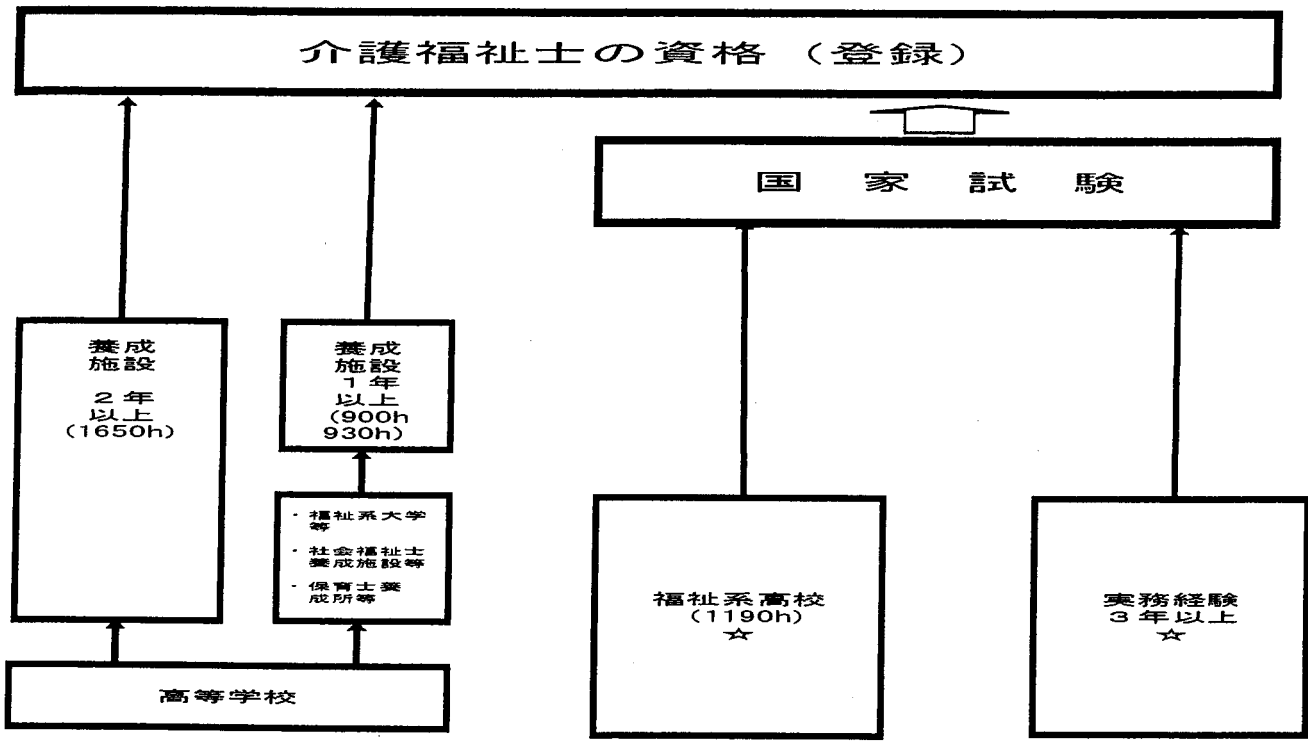 介護福祉士の資格（登録）
国家試験
養成
施設
２年
以上
(1650h)
養成
施設
１年
以上
(900h
930h)
・福祉系大学
等
・社会福祉士
養成施設等
・保育士養
成所等
高等学校
福祉系高校
(1190h)
☆
実務経験
３年以上
☆